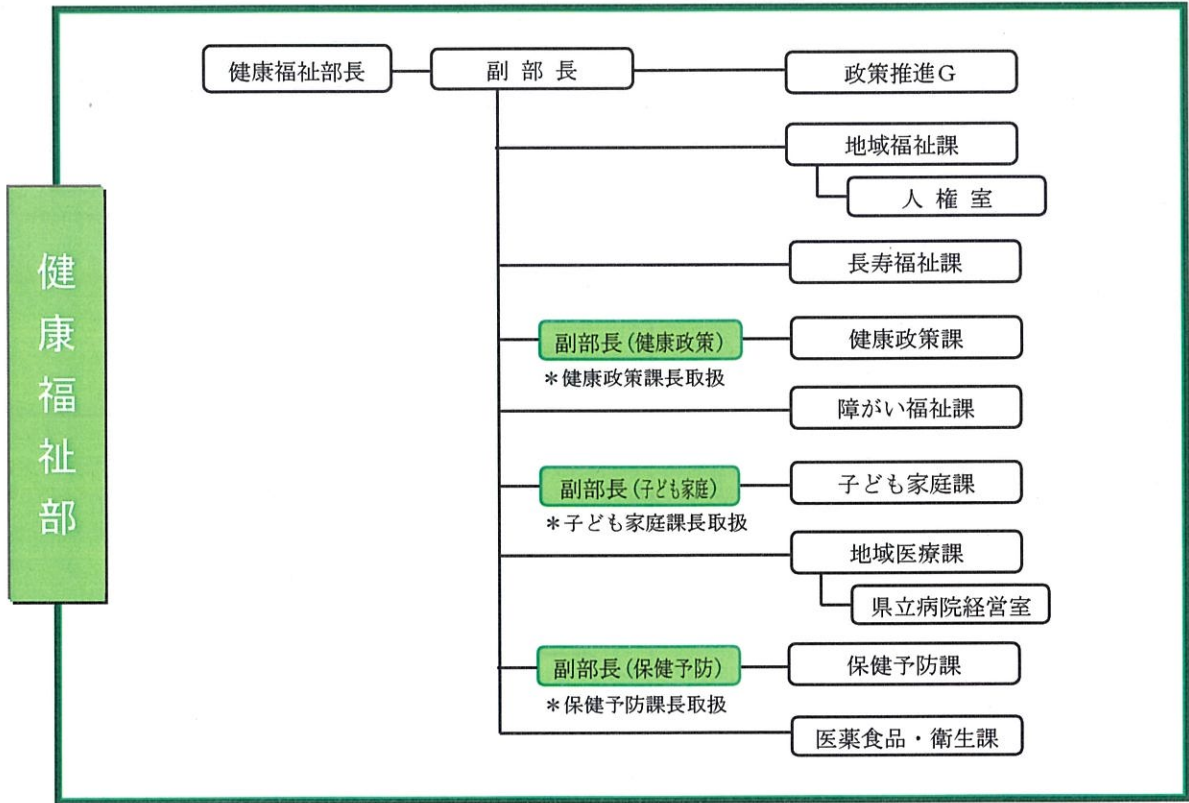 健康福祉部
健康福祉部長
副部長
政策推進G
地域福祉課
人権室
長寿福祉課
副部長(健康政策)
健康政策課
＊健康政策課長取扱
障がい福祉課
副部長(子ども家庭)
子ども家庭課
＊子ども家庭課長取扱
地域医療課
県立病院経営室
副部長(保健予防)
保健予防課
＊保健予防課長取扱
医薬食品・衛生課